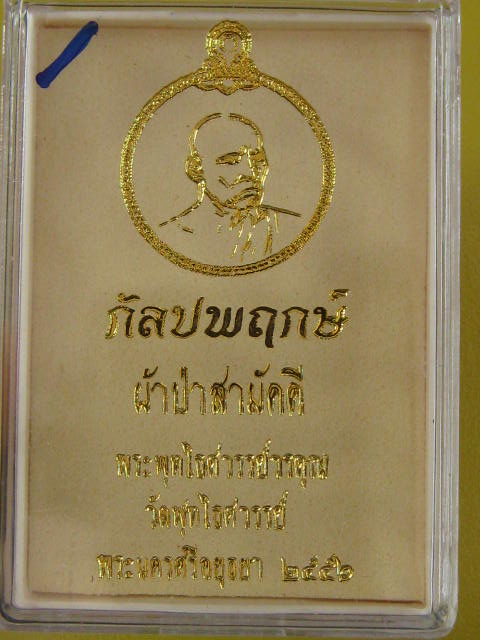 กัลปพฤกษ์
ผ้าป่าสามัคคี
พระพุทไธศวรรย์วรคุณ
วัดพุทไธศวรรย์
พระนครศรีอยุธยา ๒๕๕๖